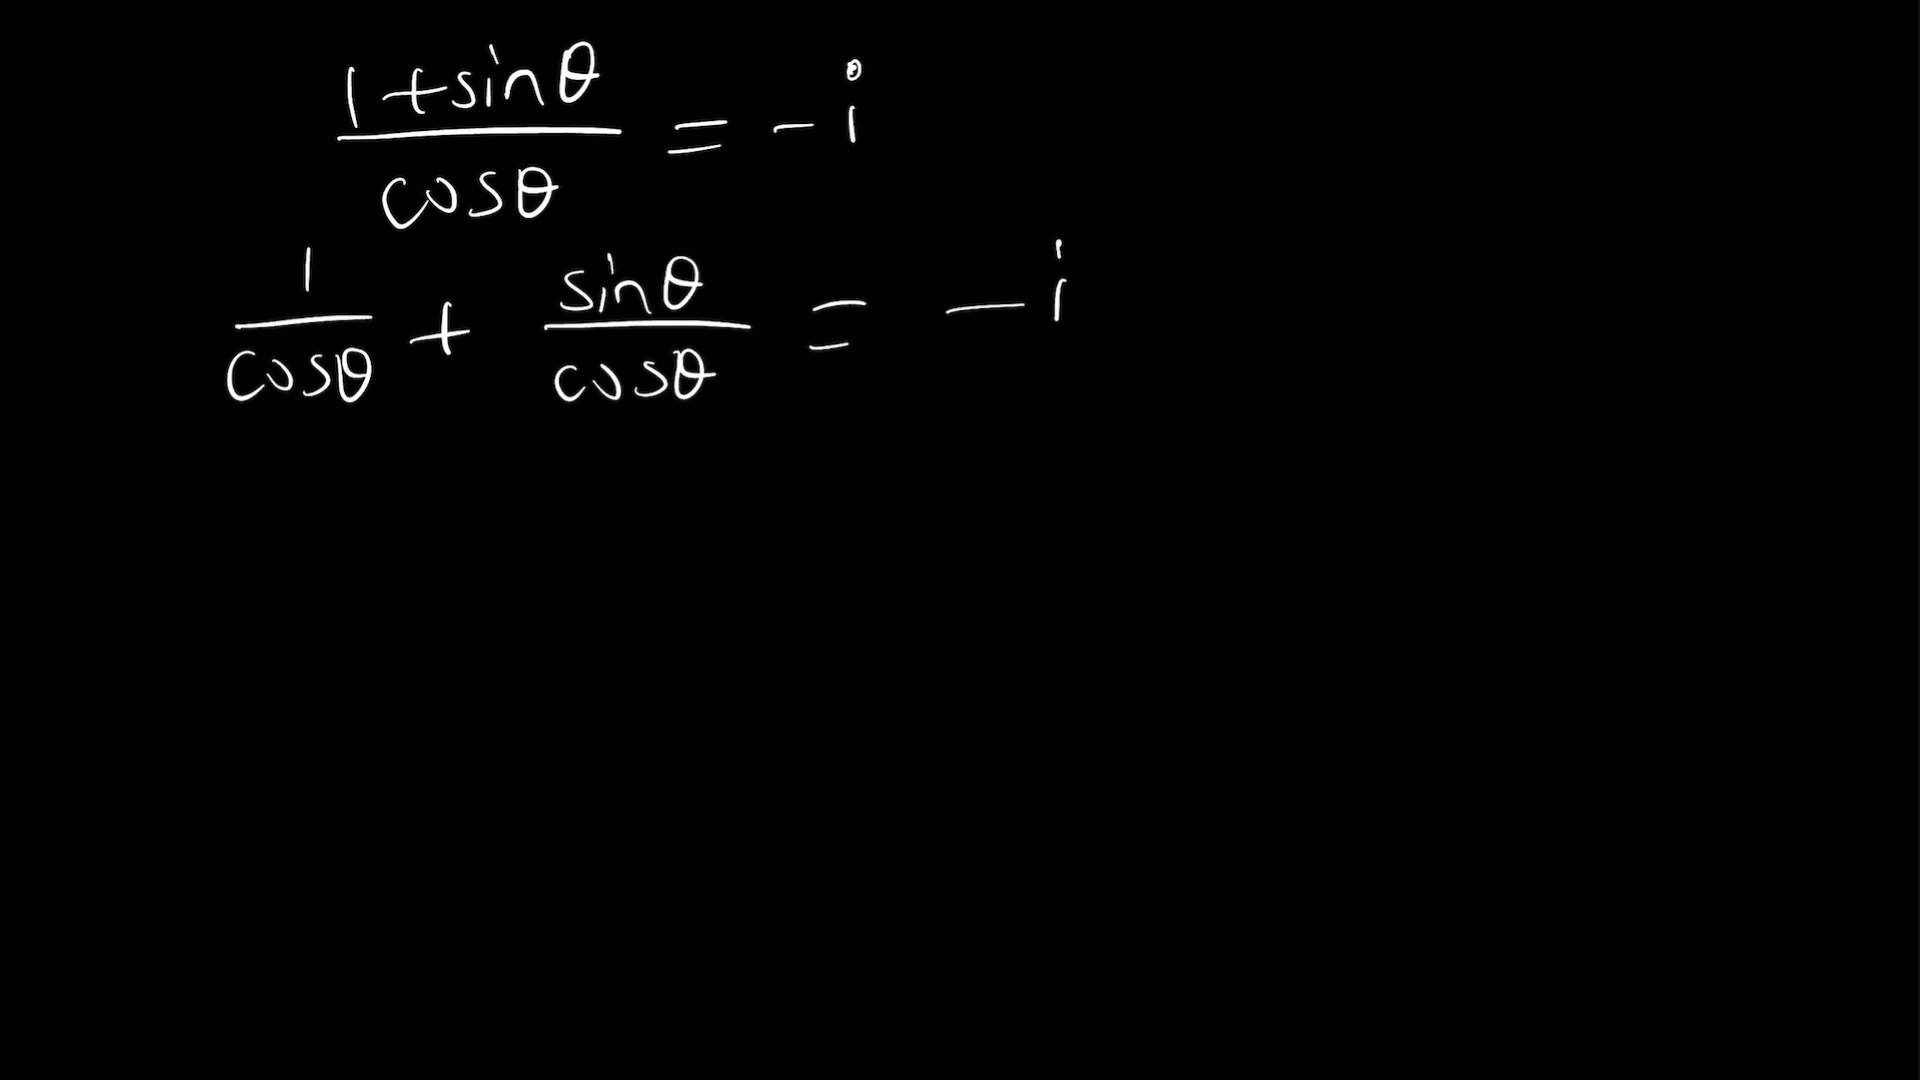 (1+sinθ)/cosθ = -i
1/cosθ + sinθ/cosθ = -i